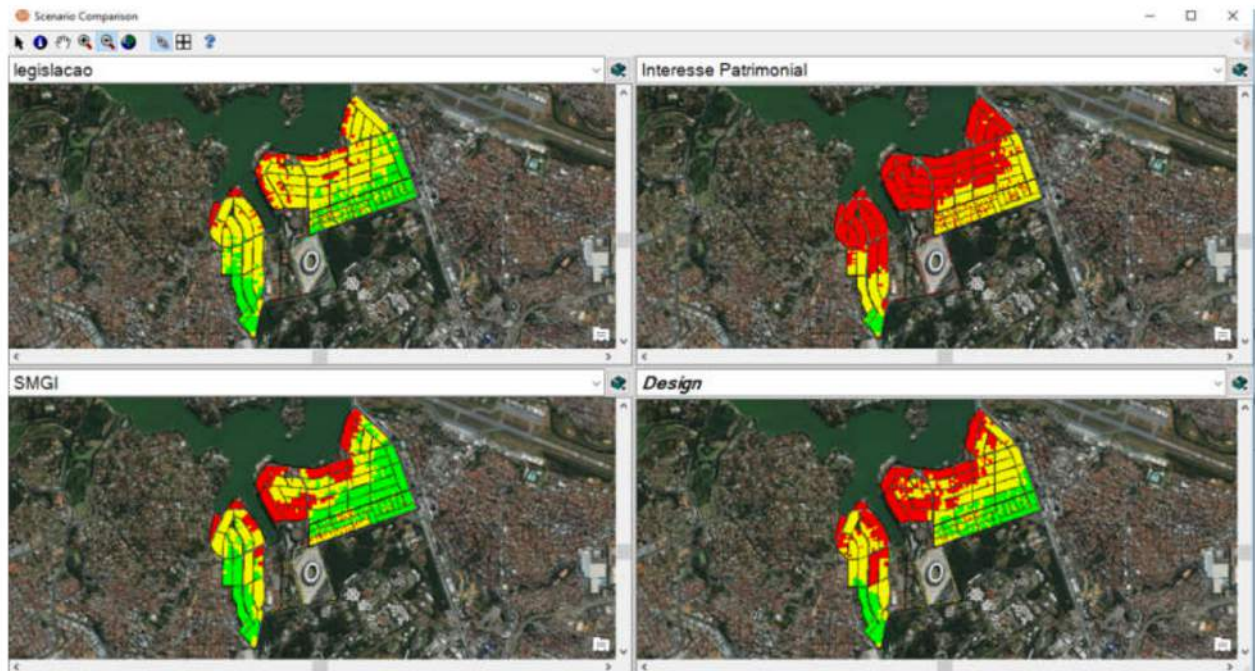 Scenario Comparison
legislacao
Interesse Patrimonial
SMGI
Design